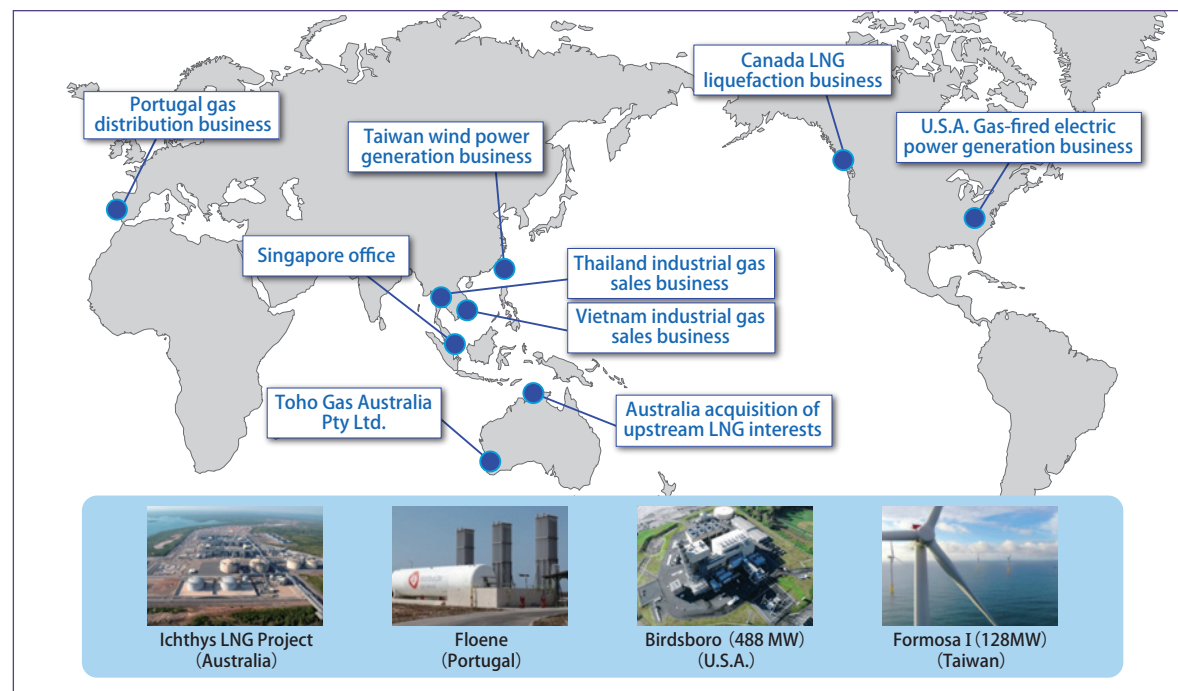 Canada LNG
liquefaction business
Portugal gas
distribution business
Taiwan wind power
generation business
U.S.A. Gas-fired electric
power generation business
Singapore office
Thailand industrial gas
sales business
Vietnam industrial gas
sales business
Toho Gas Australia
Pty Ltd.
Australia acquisition of
upstream LNG interests
Ichthys LNG Project
(Australia)
Floene
(Portugal)
Birdsboro (488 MW)
(U.S.A.)
Formosa I (128MW)
(Taiwan)